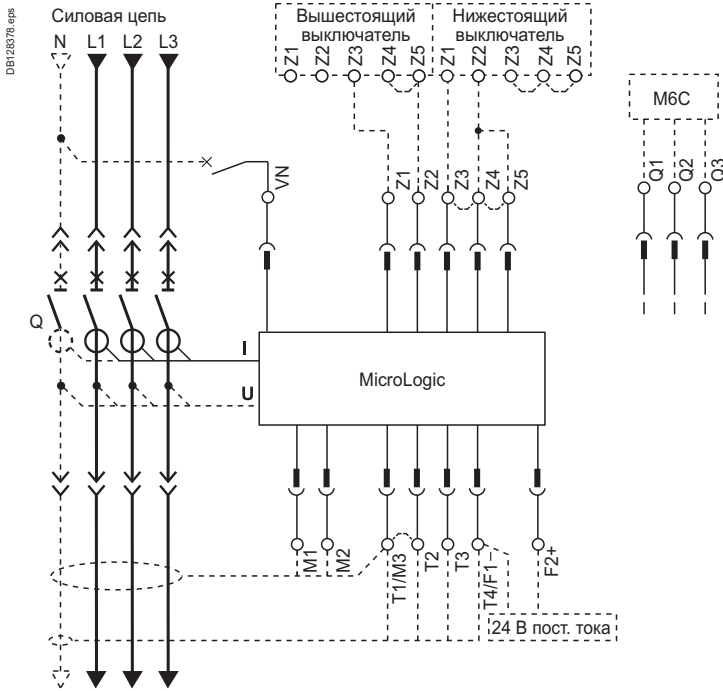 DB128378.eps
Силовая цепь
N L1 L2 L3
Вышестоящий выключатель
Нижестоящий выключатель
Z1 Z2 Z3 Z4 Z5 Z1 Z2 Z3 Z4 Z5
M6C
Q1 Q2 Q3
VN
Z1 Z2 Z3 Z4 Z5
Q
I
U
MicroLogic
M1 M2 T1/M3 T2 T3 T4/F1 – F2+
24 В пост. тока